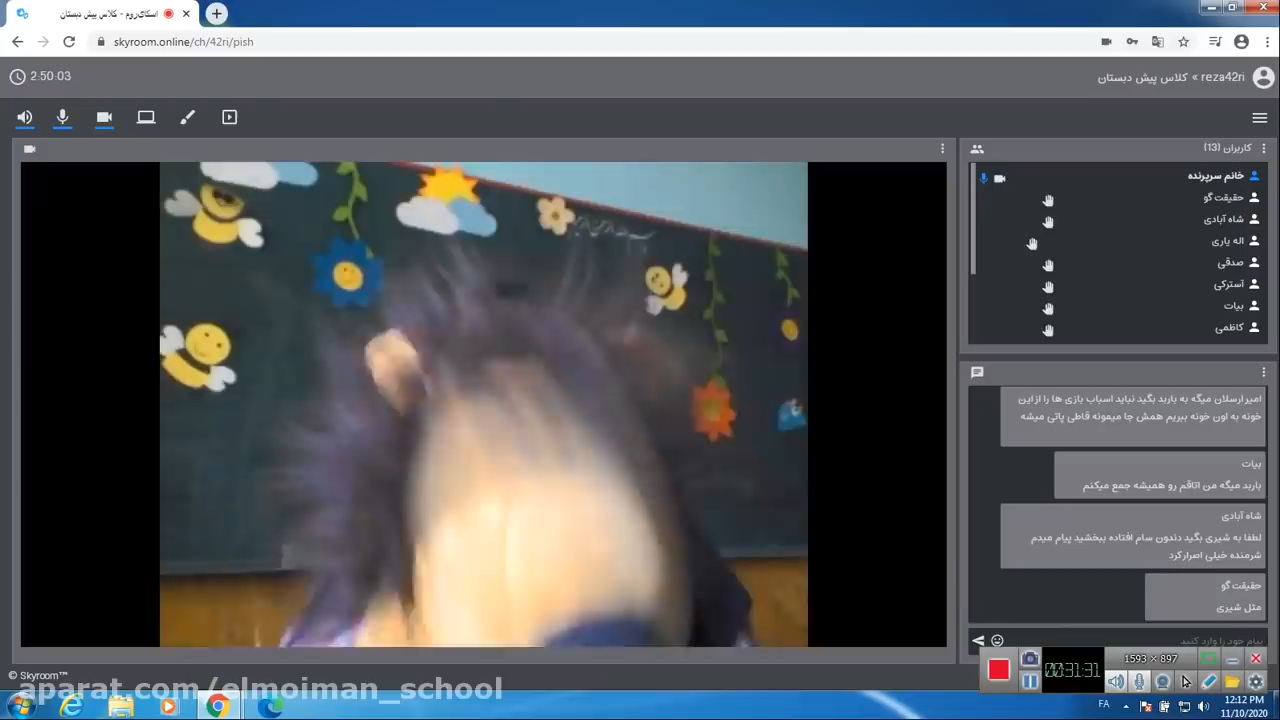 اسکای‌روم - کلاس پیش دبستان
skyroom.online/ch/42ri/pish
2:50:03
reza42ri » کلاس پیش دبستان
کاربران (13)
خانم سرپرنده
حقیقت گو
شاه آبادی
اله یاری
صدقی
آسترکی
بیات
کاظمی
امیرارسلان میگه به باربد بگید نباید اسباب بازی ها را از این
خونه به اون خونه ببریم همش جا میمونه قاطی پاتی میشه
بیات
باربد میگه من اتاقم رو همیشه جمع میکنم
شاه آبادی
لطفا به شیری بگید دندون سام افتاده ببخشید پیام میدم
شرمنده خیلی اصرارکرد
حقیقت گو
مثل شیری
پیام خود را وارد کنید
1593 × 897
00:31:31
© Skyroom™
aparat.com/elmoiman_school
FA
12:12 PM
11/10/2020